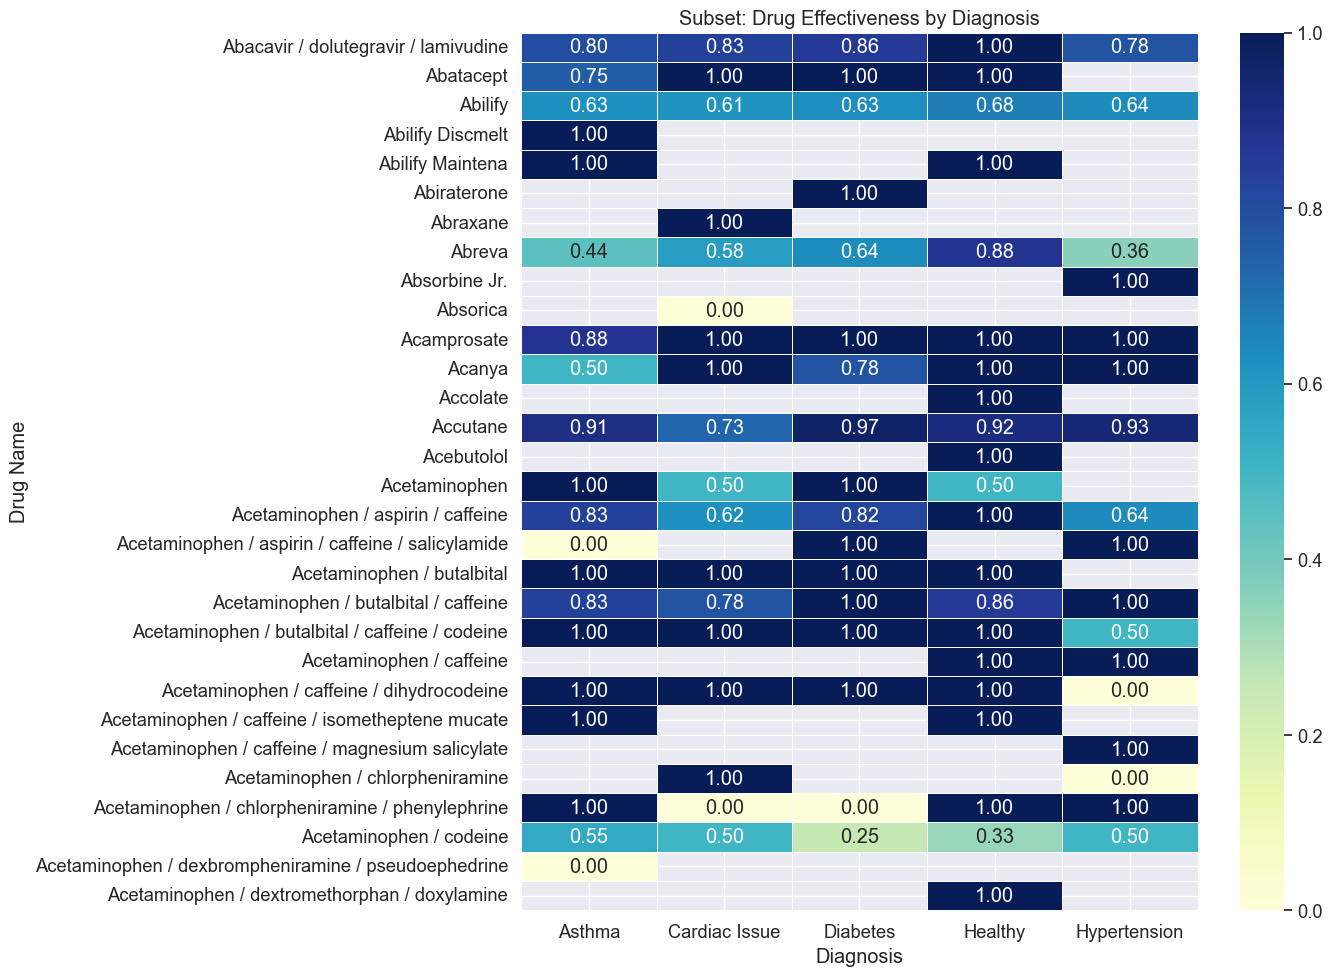 Subset: Drug Effectiveness by Diagnosis
Abacavir / dolutegravir / lamivudine 0.80 0.83 0.86 1.00 0.78
Abatacept 0.75 1.00 1.00 1.00
Abilify 0.63 0.61 0.63 0.68 0.64
Abilify Discmelt 1.00
Abilify Maintena 1.00 1.00
Abiraterone 1.00
Abraxane 1.00
Abreva 0.44 0.58 0.64 0.88 0.36
Absorbine Jr. 1.00
Absorica 0.00
Acamprosate 0.88 1.00 1.00 1.00 1.00
Acanya 0.50 1.00 0.78 1.00 1.00
Accolate 1.00
Accutane 0.91 0.73 0.97 0.92 0.93
Acebutolol 1.00
Acetaminophen 1.00 0.50 1.00 0.50
Acetaminophen / aspirin / caffeine 0.83 0.62 0.82 1.00 0.64
Acetaminophen / aspirin / caffeine / salicylamide 0.00 1.00 1.00
Acetaminophen / butalbital 1.00 1.00 1.00 1.00
Acetaminophen / butalbital / caffeine 0.83 0.78 1.00 0.86 1.00
Acetaminophen / butalbital / caffeine / codeine 1.00 1.00 1.00 1.00 0.50
Acetaminophen / caffeine 1.00 1.00
Acetaminophen / caffeine / dihydrocodeine 1.00 1.00 1.00 1.00 0.00
Acetaminophen / caffeine / isometheptene mucate 1.00 1.00
Acetaminophen / caffeine / magnesium salicylate 1.00
Acetaminophen / chlorpheniramine 1.00 0.00
Acetaminophen / chlorpheniramine / phenylephrine 1.00 0.00 0.00 1.00 1.00
Acetaminophen / codeine 0.55 0.50 0.25 0.33 0.50
Acetaminophen / dexbrompheniramine / pseudoephedrine 0.00
Acetaminophen / dextromethorphan / doxylamine 1.00
Asthma Cardiac Issue Diabetes Healthy Hypertension
Diagnosis
Drug Name
1.0
0.8
0.6
0.4
0.2
0.0